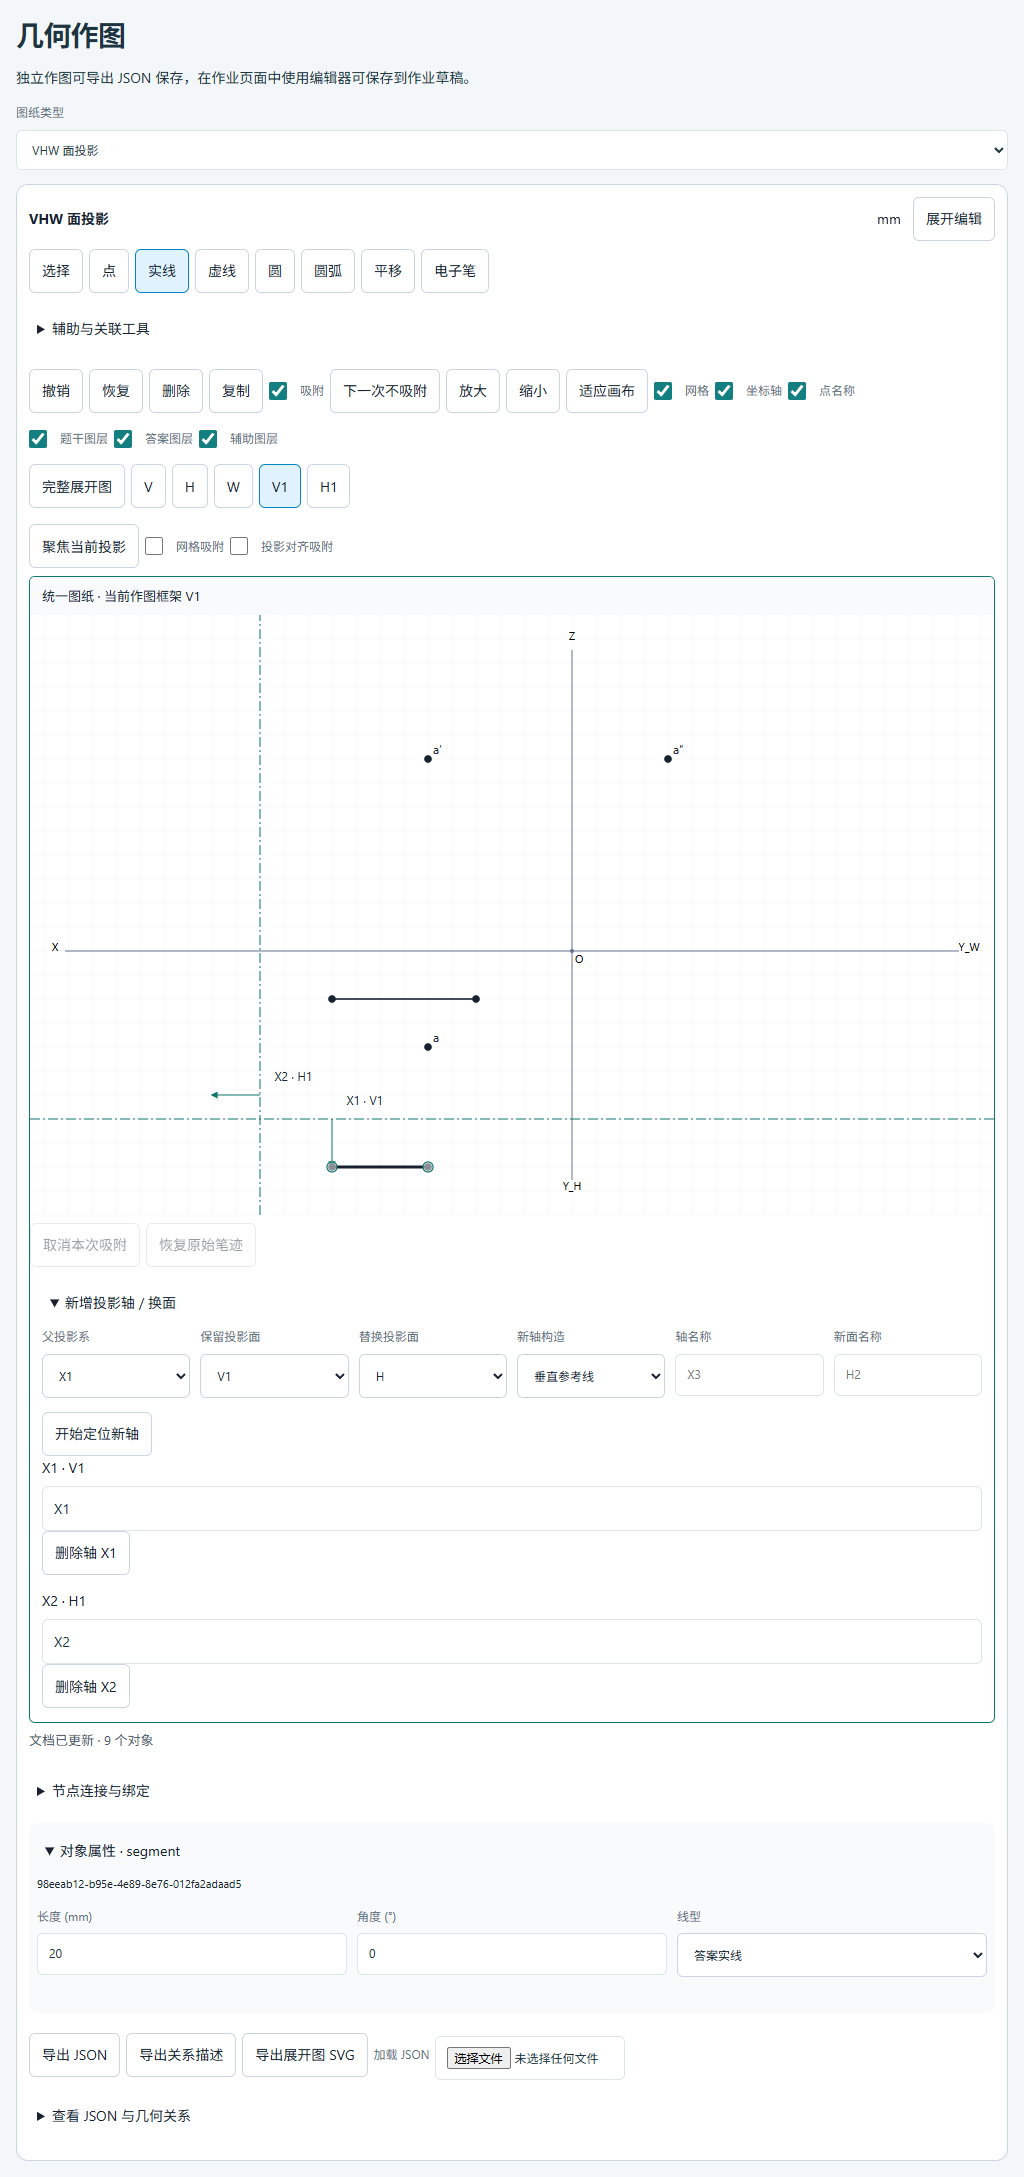 几何作图
独立作图可导出 JSON 保存，在作业页面中使用编辑器可保存到作业草稿。
图纸类型
VHW 面投影
VHW 面投影
mm
展开编辑
选择 点 实线 虚线 圆 圆弧 平移 电子笔
辅助与关联工具
撤销 恢复 删除 复制 吸附 下一次不吸附 放大 缩小 适应画布 网格 坐标轴 点名称
题干图层 答案图层 辅助图层
完整展开图 V H W V1 H1
聚焦当前投影 网格吸附 投影对齐吸附
统一图纸 · 当前作图框架 V1
Z
a′ a″
X Y_W
O
a
X2 · H1
X1 · V1
Y_H
取消本次吸附 恢复原始笔迹
新增投影轴 / 换面
父投影系 保留投影面 替换投影面 新轴构造 轴名称 新面名称
X1 V1 H 垂直参考线 X3 H2
开始定位新轴
X1 · V1
X1
删除轴 X1
X2 · H1
X2
删除轴 X2
文档已更新 · 9 个对象
节点连接与绑定
对象属性 · segment
98eeab12-b95e-4e89-8e76-012fa2adaad5
长度 (mm) 角度 (°) 线型
20 0 答案实线
导出 JSON 导出关系描述 导出展开图 SVG 加载 JSON 选择文件 未选择任何文件
查看 JSON 与几何关系